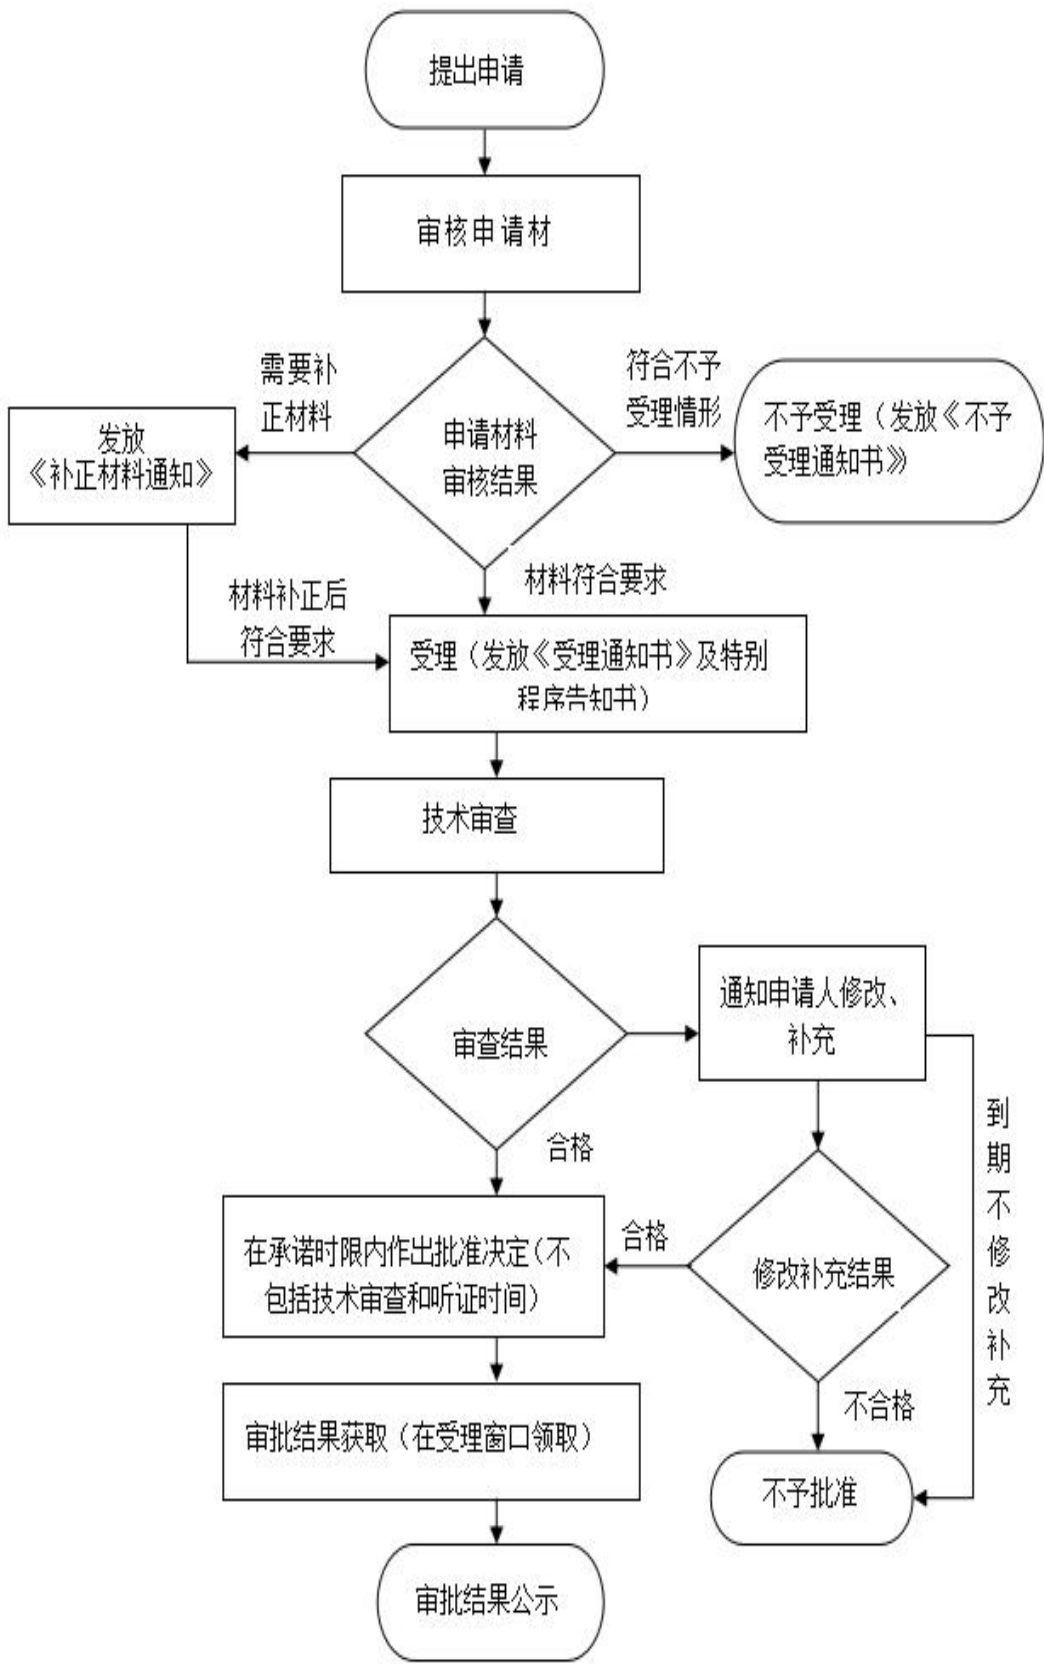 提出申请
审核申请材
需要补
正材料
符合不予
受理情形
申请材料
审核结果
发放
《补正材料通知》
不予受理（发放《不予
受理通知书》）
材料符合要求
材料补正后
符合要求
受理（发放《受理通知书》及特别
程序告知书）
技术审查
审查结果
通知申请人修改、
补充
合格
到期不修改补充
在承诺时限内作出批准决定（不
包括技术审查和听证时间）
合格
修改补充结果
不合格
审批结果获取（在受理窗口领取）
不予批准
审批结果公示